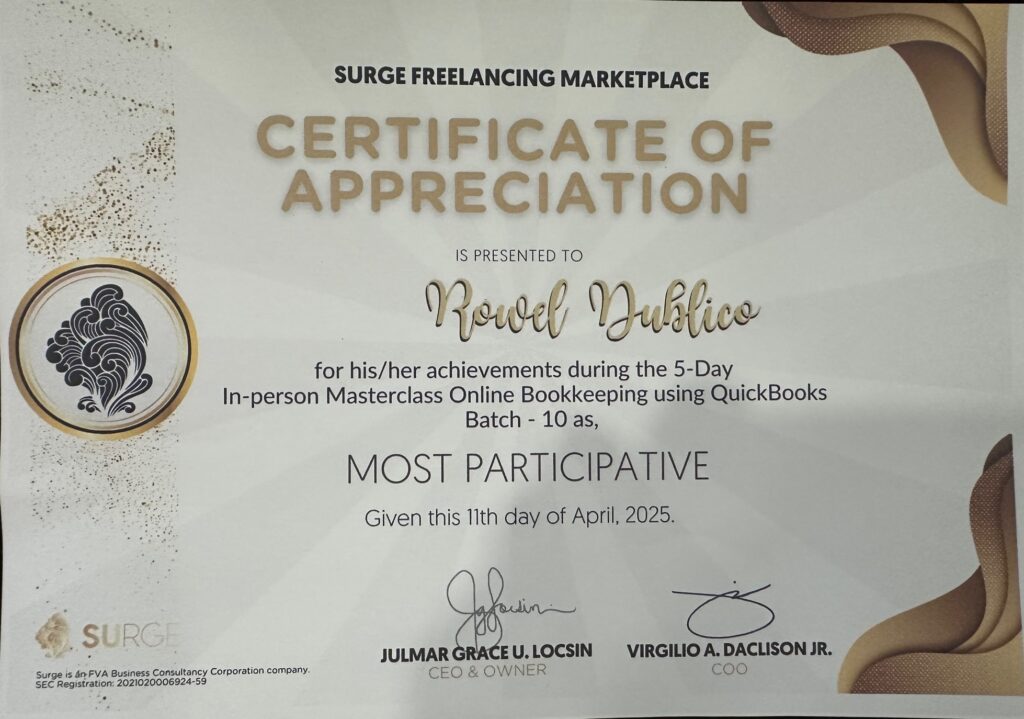 SURGE FREELANCING MARKETPLACE
CERTIFICATE OF
APPRECIATION
IS PRESENTED TO
Rowel Dublico
for his/her achievements during the 5-Day
In-person Masterclass Online Bookkeeping using QuickBooks
Batch - 10 as,
MOST PARTICIPATIVE
Given this 11th day of April, 2025.
JULMAR GRACE U. LOCSIN
CEO & OWNER
VIRGILIO A. DACLISON JR.
COO
SURGE
Surge is an FVA Business Consultancy Corporation company.
SEC Registration: 2021020006924-59